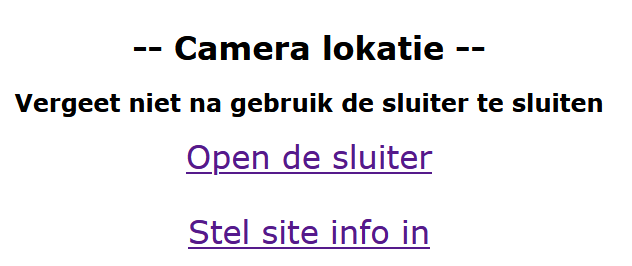 -- Camera lokatie --
Vergeet niet na gebruik de sluiter te sluiten
Open de sluiter
Stel site info in